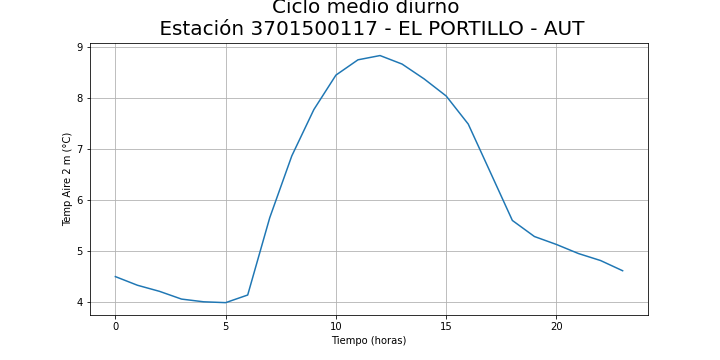 Ciclo medio diurno
Estación 3701500117 - EL PORTILLO - AUT
9
8
7
6
5
4
Temp Aire 2 m (°C)
0
5
10
15
20
Tiempo (horas)